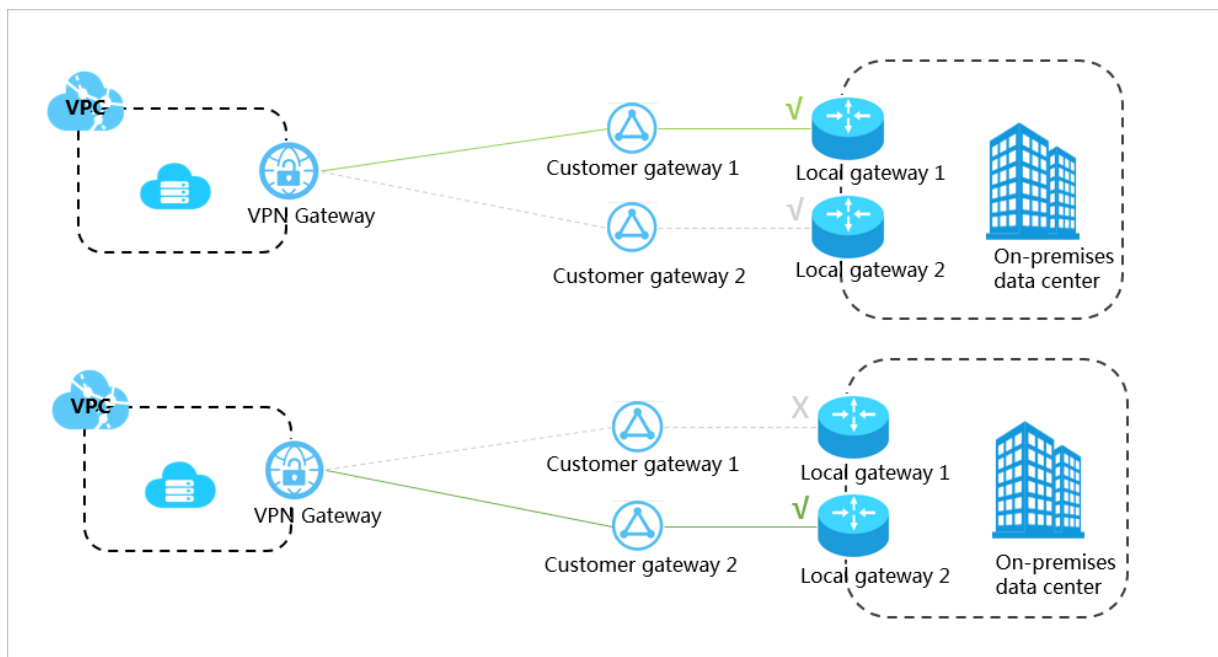 VPC
√
Customer gateway 1
Local gateway 1
VPN Gateway
√
Customer gateway 2
Local gateway 2
On-premises
data center
VPC
X
Customer gateway 1
Local gateway 1
VPN Gateway
√
Customer gateway 2
Local gateway 2
On-premises
data center